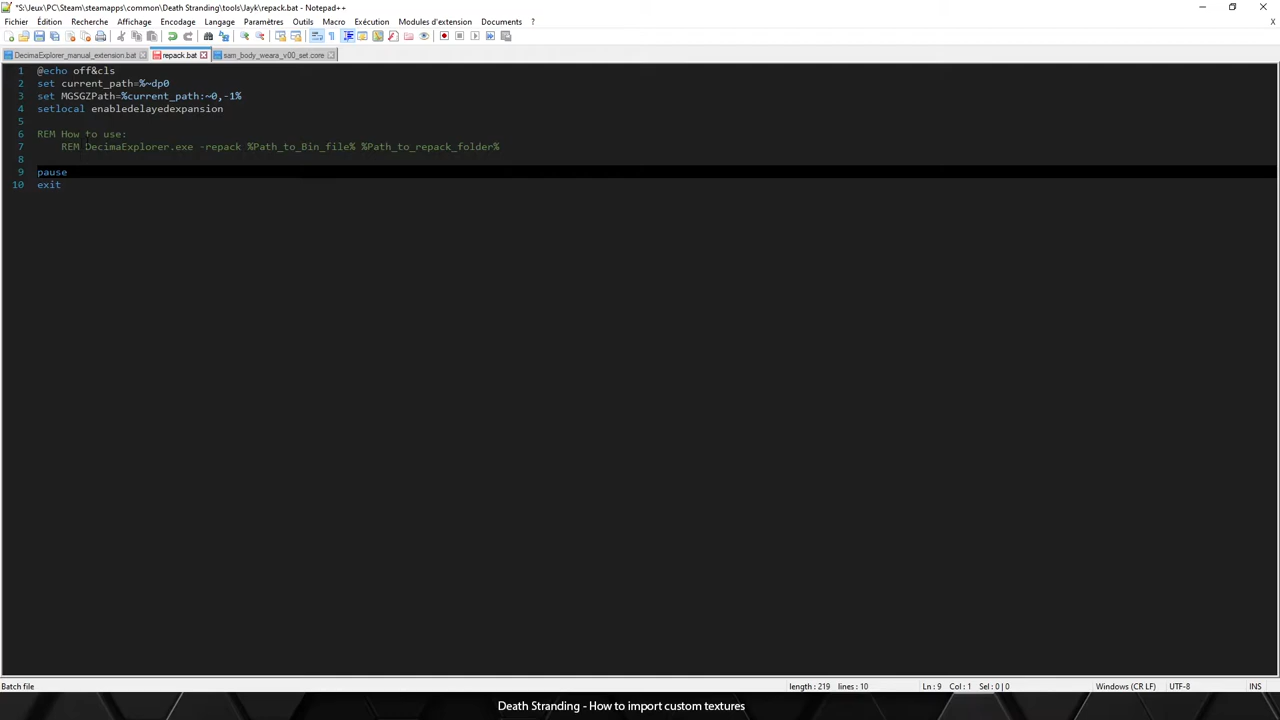 *S:\Jeux\PC\Steam\steamapps\common\Death Stranding\tools\Jayk\repack.bat - Notepad++
Fichier Édition Recherche Affichage Encodage Langage Paramètres Outils Macro Exécution Modules d'extension Documents ? X
DecimaExplorer_manual_extension.bat repack.bat sam_body_weara_v00_set.core
1 @echo off&cls
2 set current_path=%~dp0
3 set MGSGZPath=%current_path:~0,-1%
4 setlocal enabledelayedexpansion
5
6 REM How to use:
7 REM DecimaExplorer.exe -repack %Path_to_Bin_file% %Path_to_repack_folder%
8
9 pause
10 exit
Batch file length : 219 lines : 10 Ln : 9 Col : 1 Sel : 0 | 0 Windows (CR LF) UTF-8 INS
Death Stranding - How to import custom textures